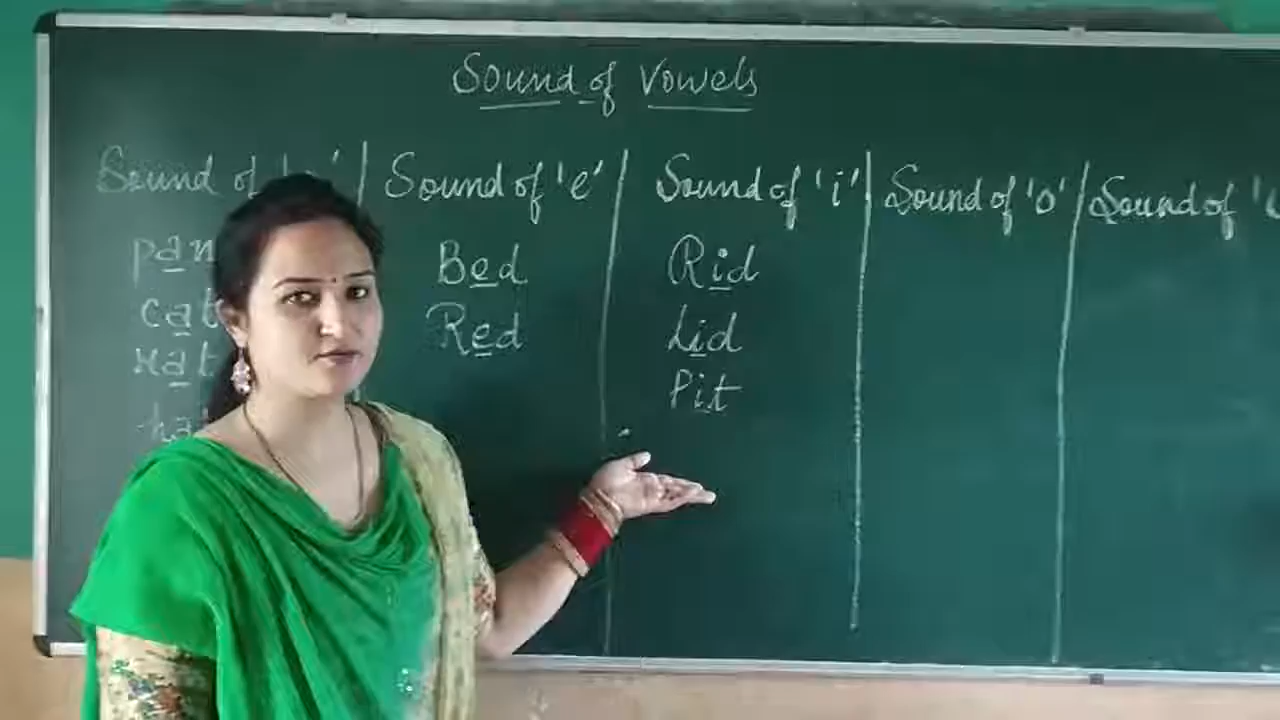 Sound of Vowels
Sound of 'a'
Sound of 'e'
Sound of 'i'
Sound of 'o'
Sound of
pan
cat
Mat
Bed
Red
Rid
Lid
Pit